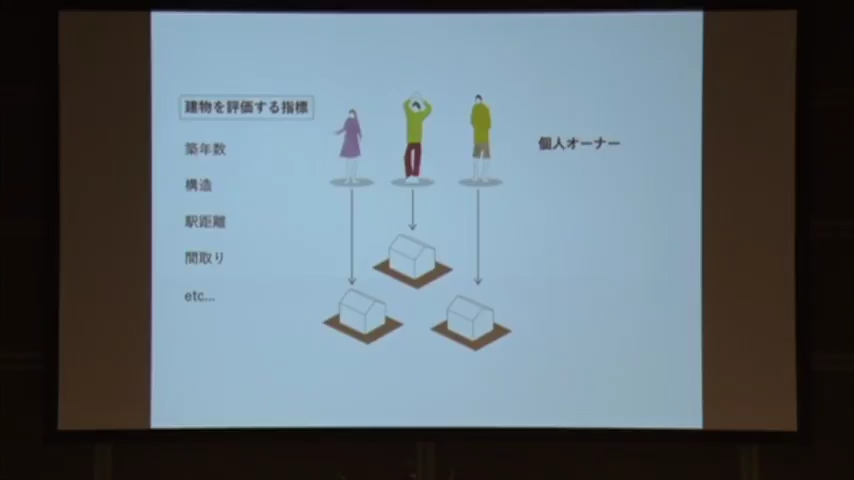 建物を評価する指標
築年数
構造
駅距離
間取り
etc...
個人オーナー